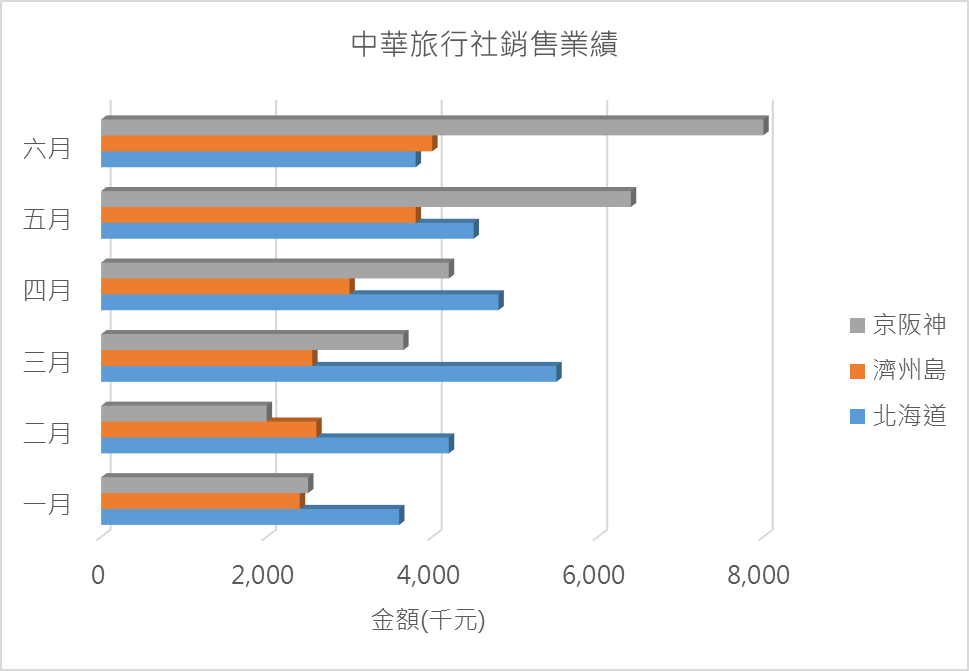 中華旅行社銷售業績
六月
五月
四月
三月
二月
一月
0 2,000 4,000 6,000 8,000
金額(千元)
京阪神
濟州島
北海道